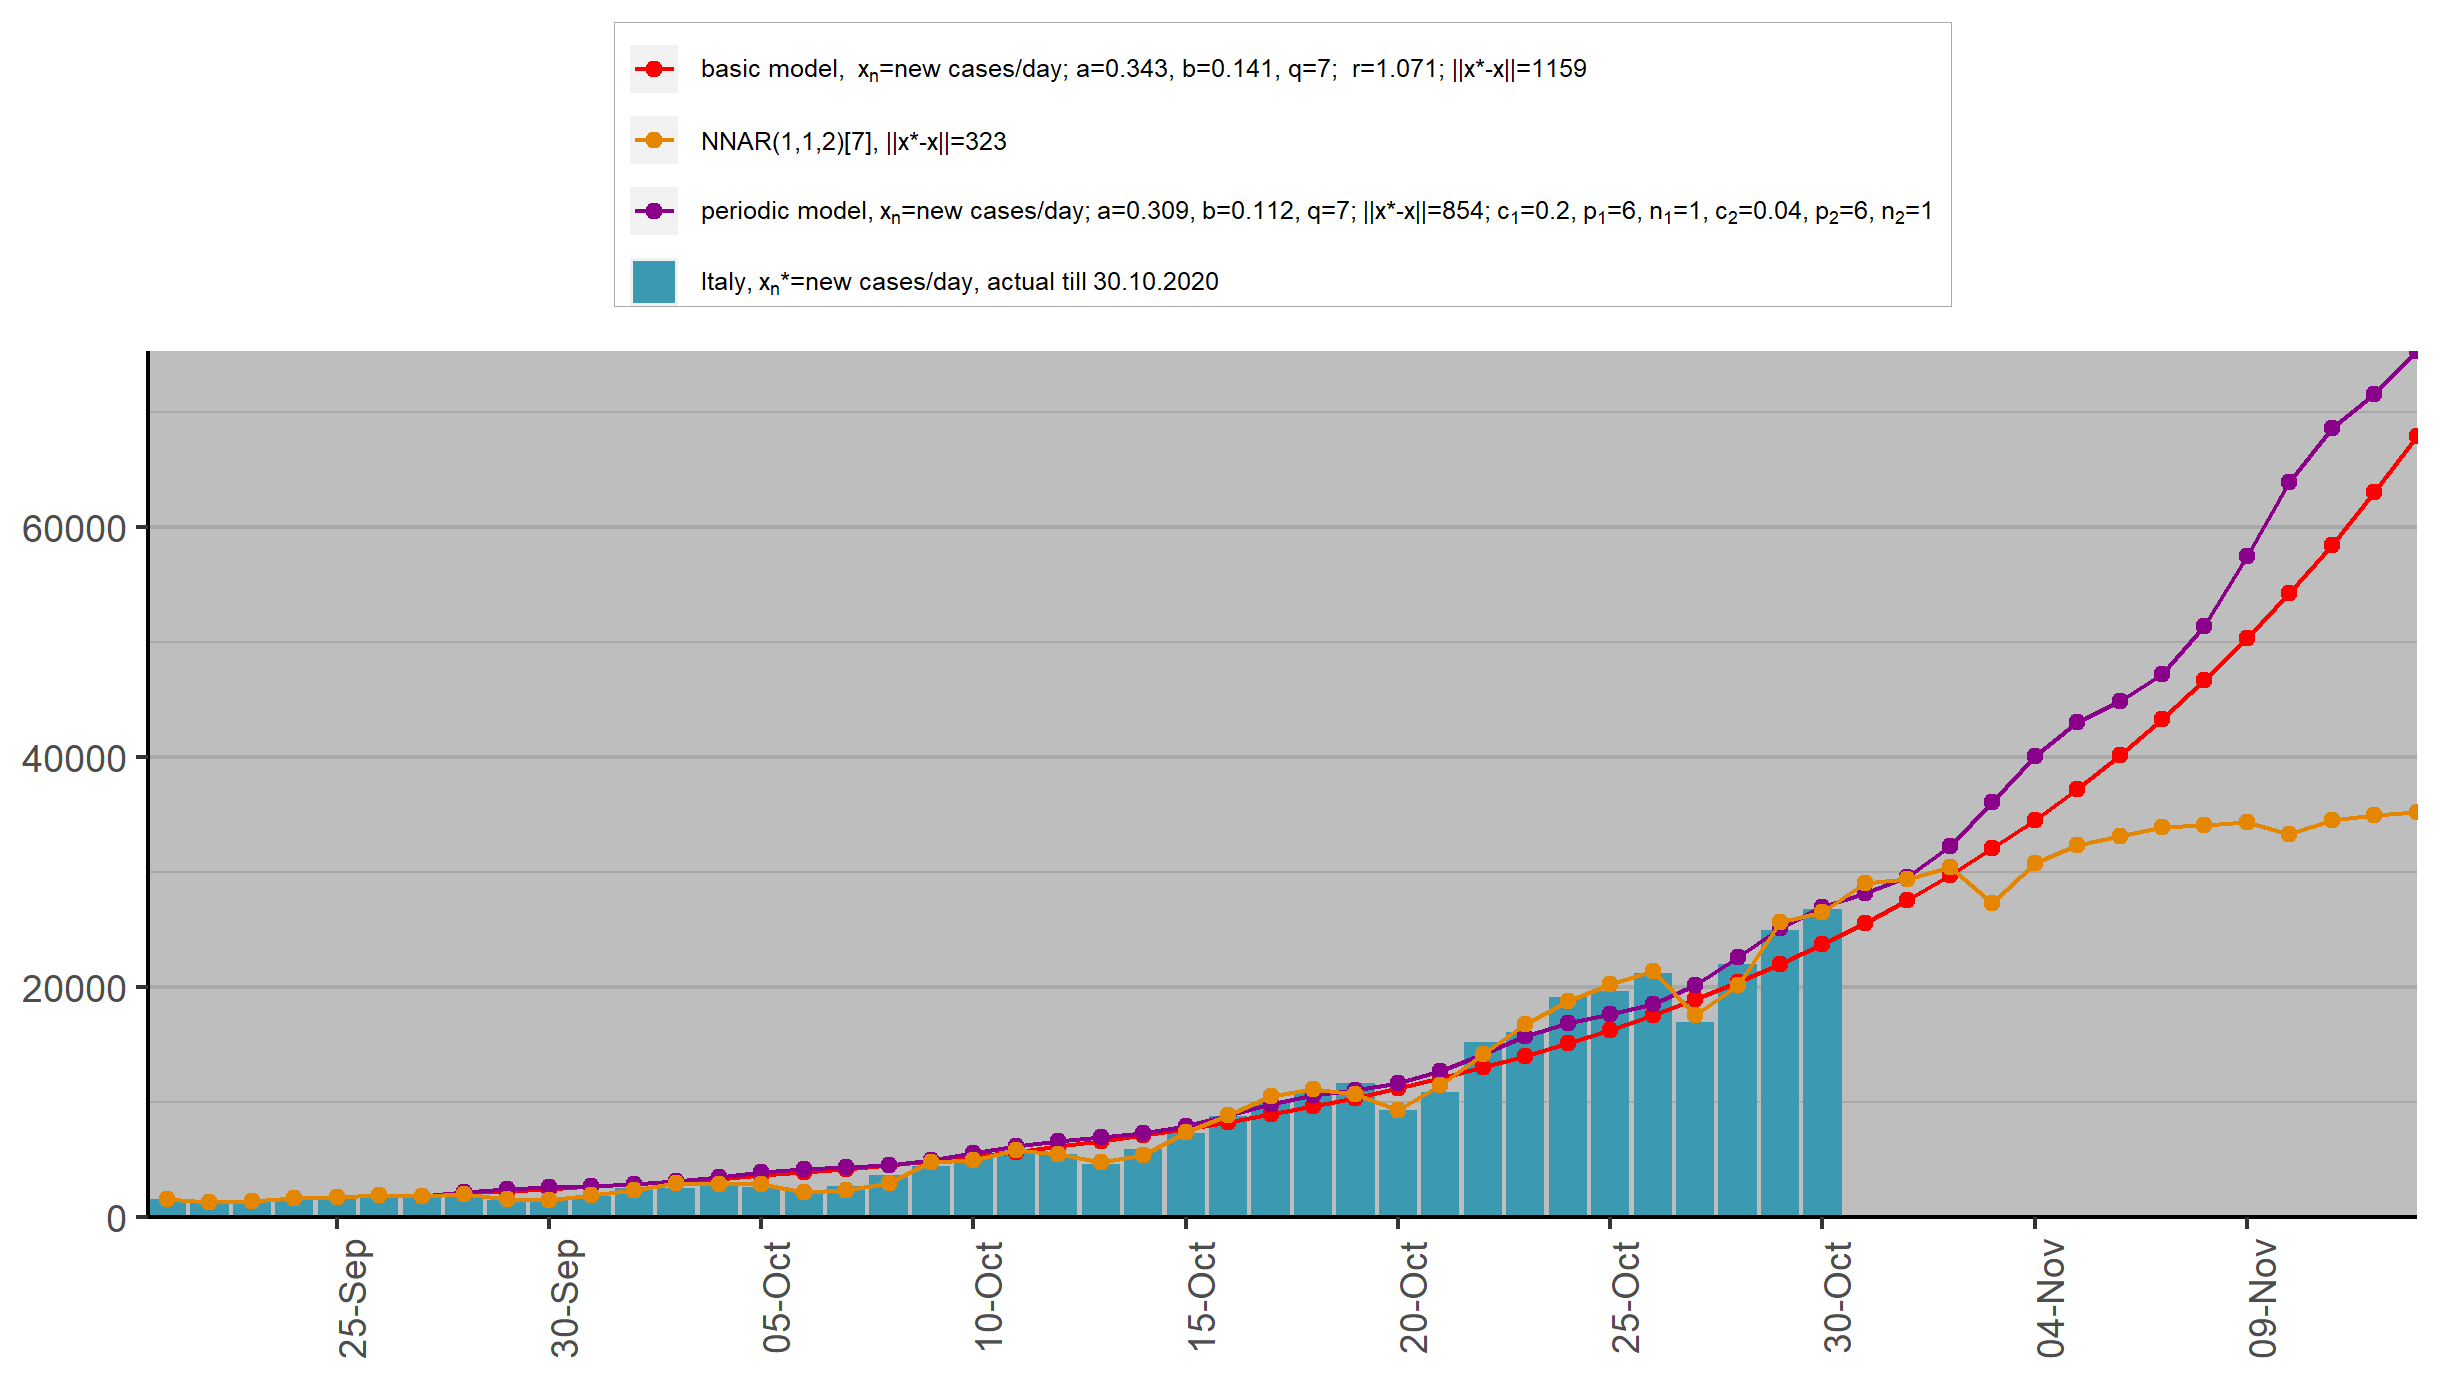 basic model, xₙ=new cases/day; a=0.343, b=0.141, q=7; r=1.071; ||x*-x||=1159
NNAR(1,1,2)[7], ||x*-x||=323
periodic model, xₙ=new cases/day; a=0.309, b=0.112, q=7; ||x*-x||=854; c₁=0.2, p₁=6, n₁=1, c₂=0.04, p₂=6, n₂=1
Italy, xₙ*=new cases/day, actual till 30.10.2020
60000
40000
20000
0
25-Sep
30-Sep
05-Oct
10-Oct
15-Oct
20-Oct
25-Oct
30-Oct
04-Nov
09-Nov